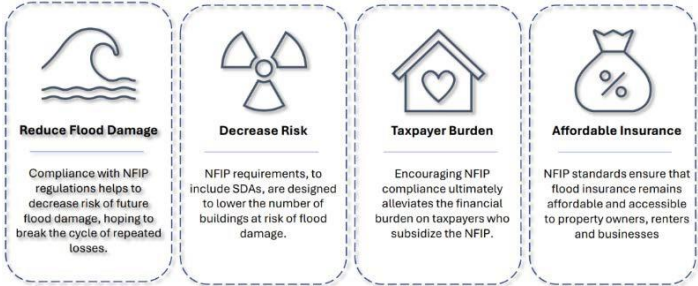 Reduce Flood Damage
Compliance with NFIP
regulations helps to
decrease risk of future
flood damage, hoping to
break the cycle of repeated
losses.
Decrease Risk
NFIP requirements, to
include SDAs, are designed
to lower the number of
buildings at risk of flood
damage.
Taxpayer Burden
Encouraging NFIP
compliance ultimately
alleviates the financial
burden on taxpayers who
subsidize the NFIP.
Affordable Insurance
NFIP standards ensure that
flood insurance remains
affordable and accessible
to property owners, renters
and businesses
%